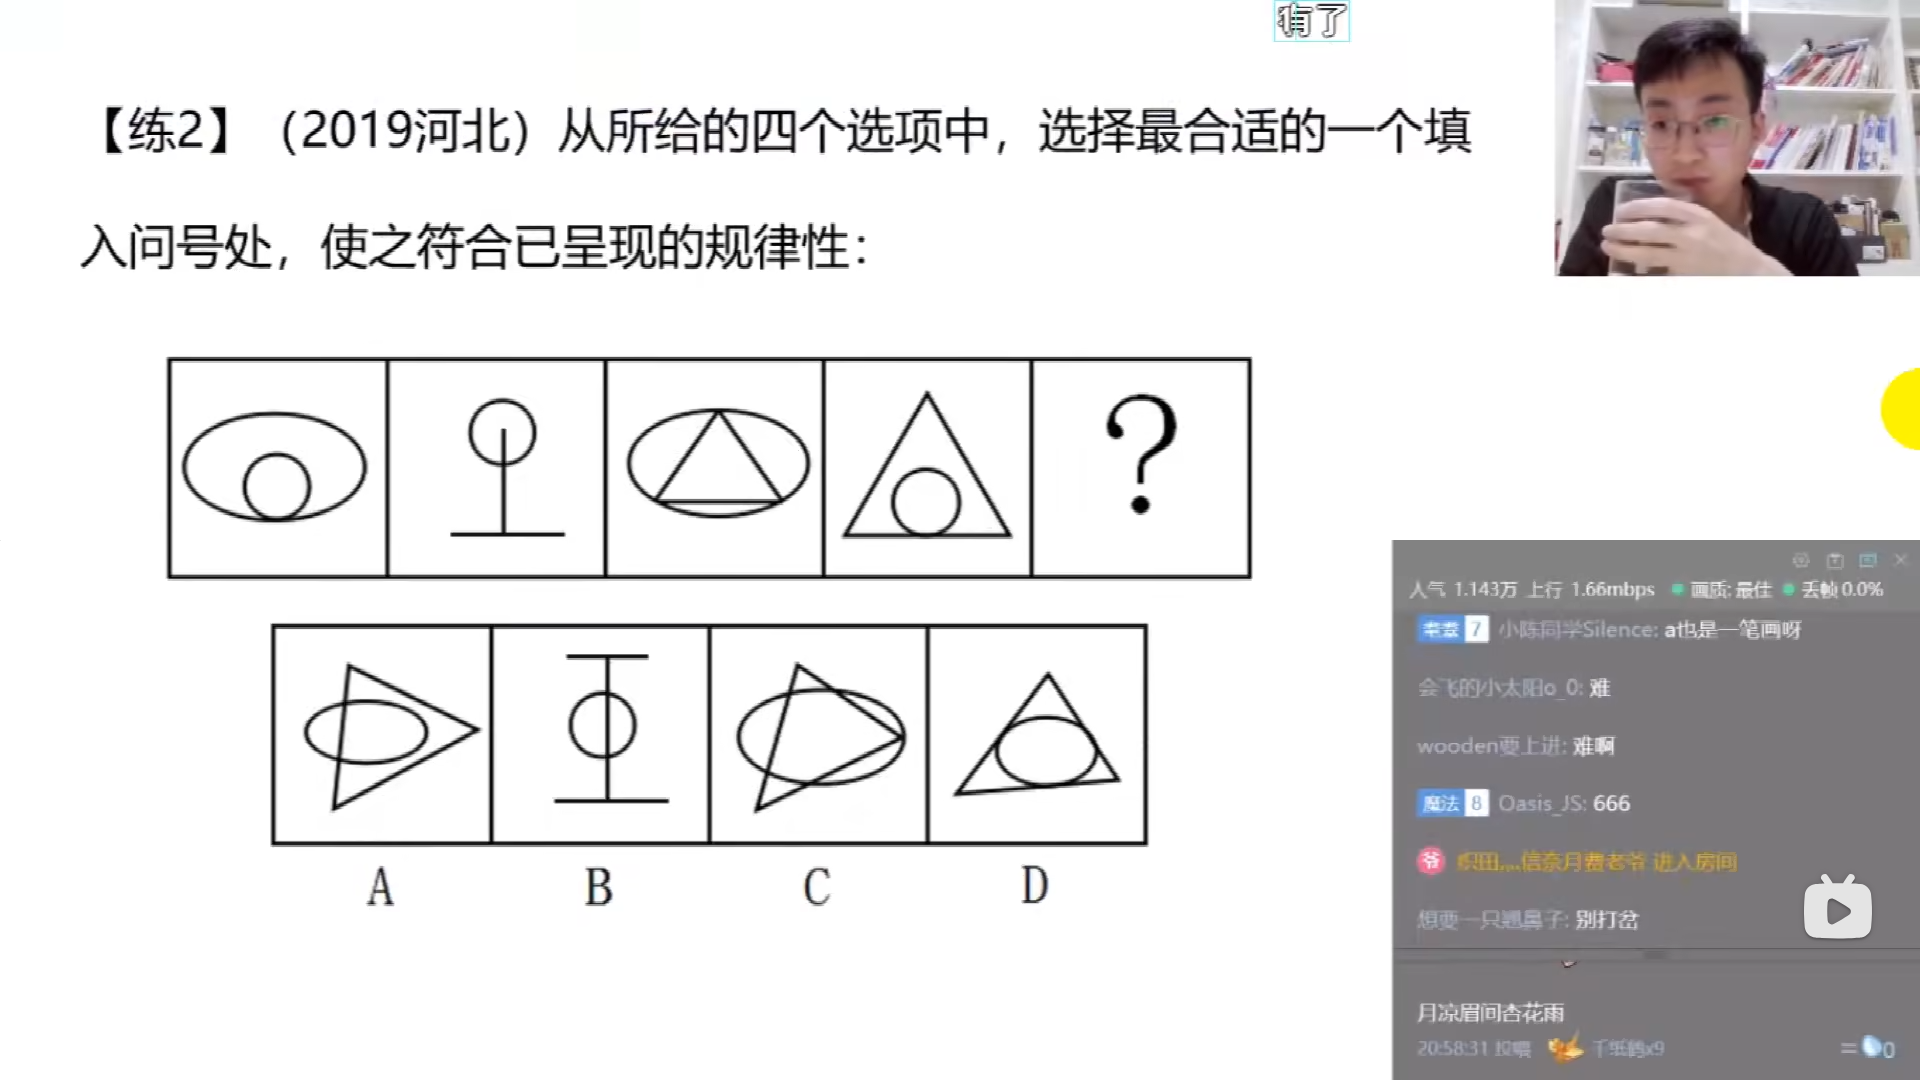 有了
【练2】（2019河北）从所给的四个选项中，选择最合适的一个填
入问号处，使之符合已呈现的规律性：
?
A B C D
人气 1.143万 上行 1.66mbps 画质: 最佳 丢帧 0.0%
7 小陈同学Silence: a也是一笔画呀
会飞的小太阳o_0: 难
wooden要上进: 难啊
魔法 8 Oasis_JS: 666
爷 织田....信奈月费老爷 进入房间
想要一只翘鼻子: 别打岔
月凉眉间杏花雨
20:58:31 投喂 千纸鹤x9 = 0